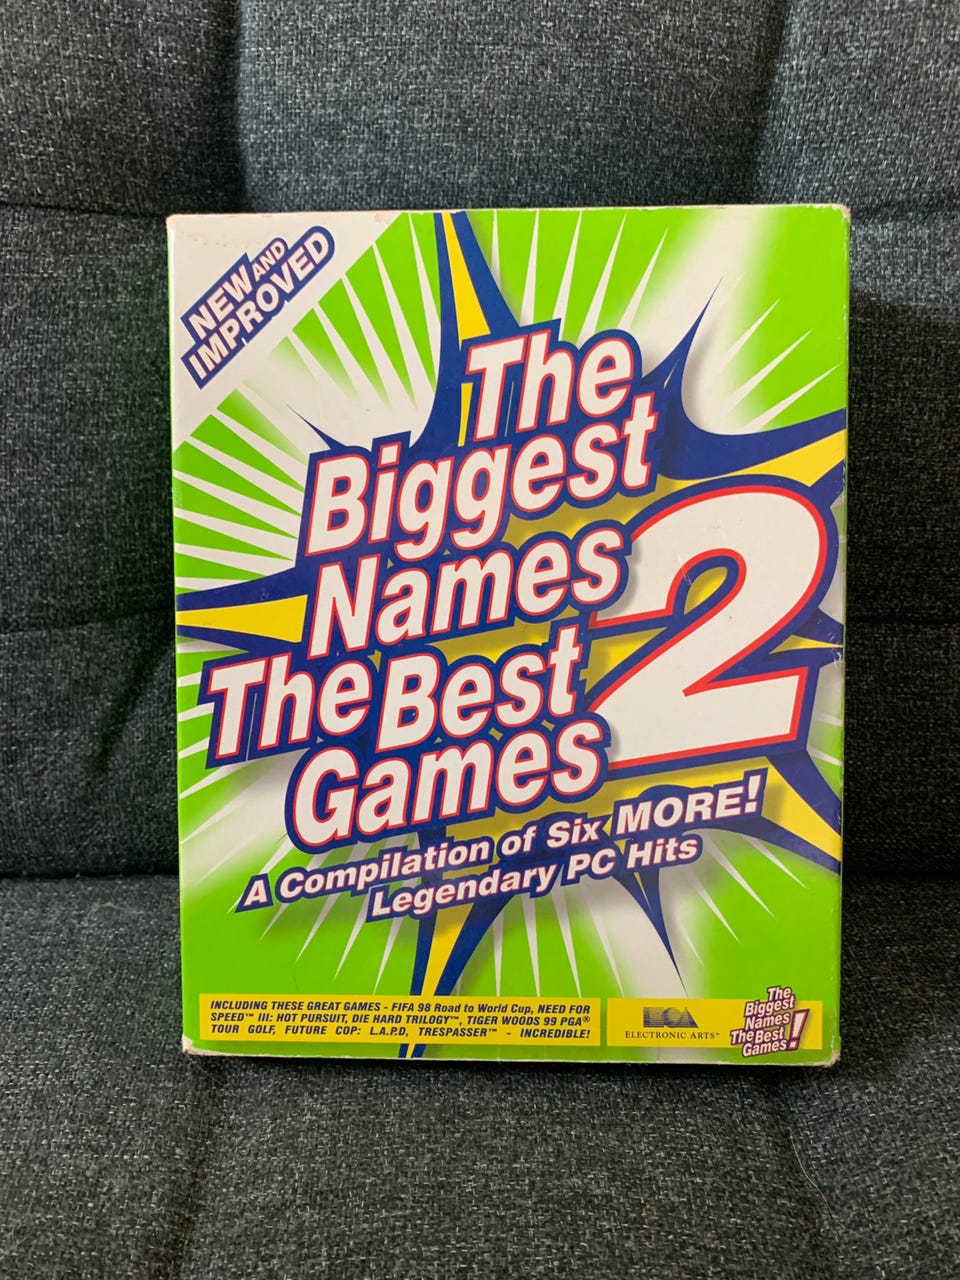 NEW AND
IMPROVED
The
Biggest
Names
The Best
Games
2
A Compilation of Six MORE!
Legendary PC Hits
INCLUDING THESE GREAT GAMES - FIFA 98 Road to World Cup, NEED FOR
SPEED™ III: HOT PURSUIT, DIE HARD TRILOGY™, TIGER WOODS 99 PGA®
TOUR GOLF, FUTURE COP: L.A.P.D, TRESPASSER™ - INCREDIBLE!
EA
ELECTRONIC ARTS™
The
Biggest
Names
The Best
Games!